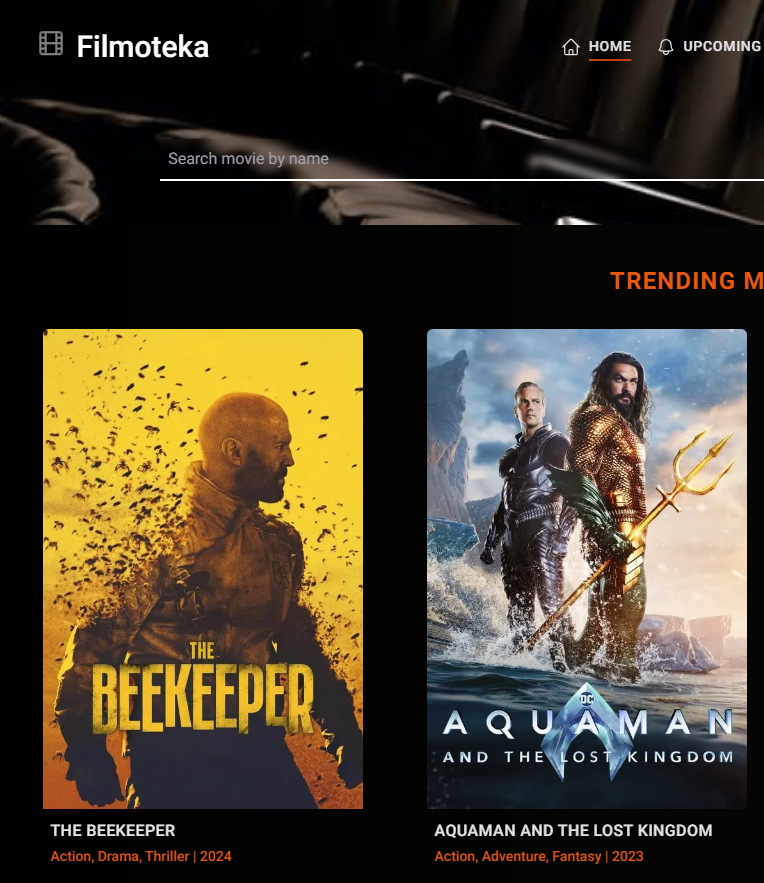 Filmoteka
HOME
UPCOMING
Search movie by name
TRENDING M
THE
BEEKEEPER
DC
AQUAMAN
AND THE LOST KINGDOM
THE BEEKEEPER
Action, Drama, Thriller | 2024
AQUAMAN AND THE LOST KINGDOM
Action, Adventure, Fantasy | 2023